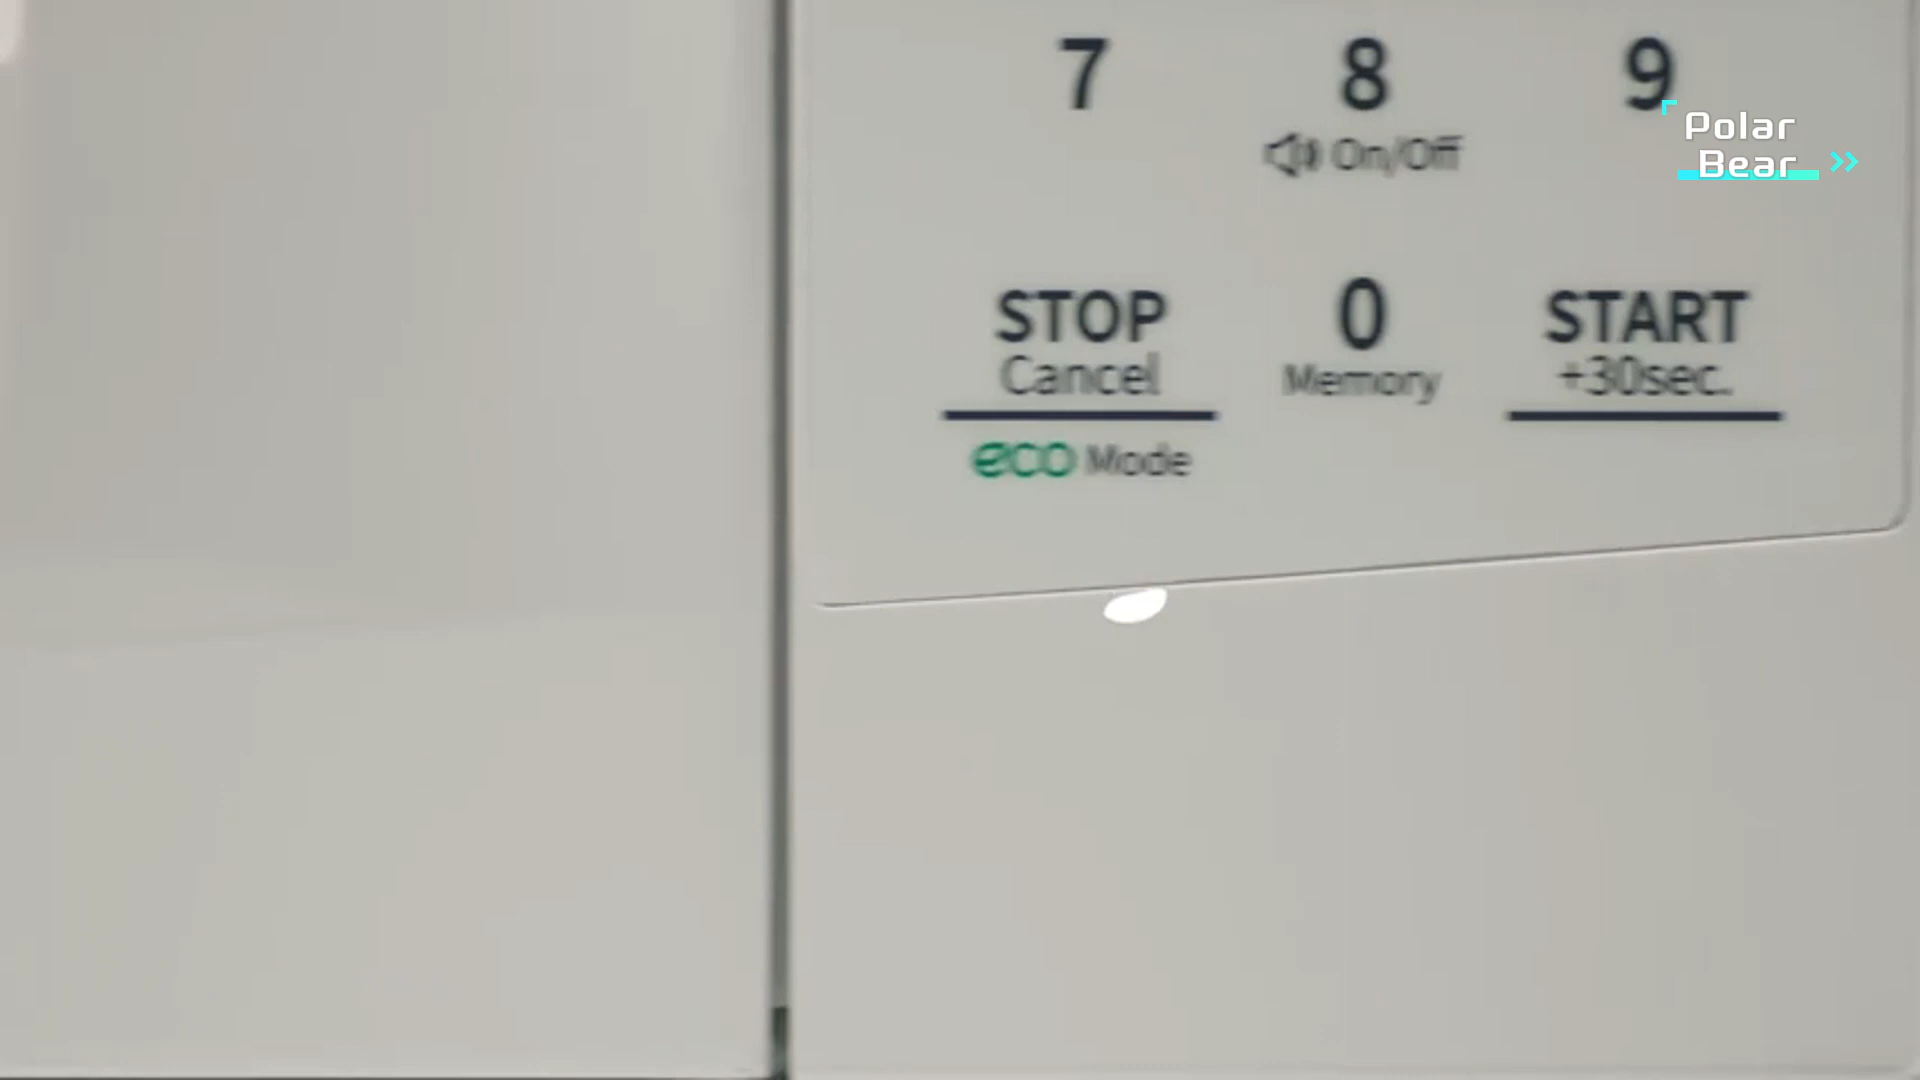 7 8 9
On/Off
Polar
Bear
STOP 0 START
Cancel Memory +30sec.
eco Mode